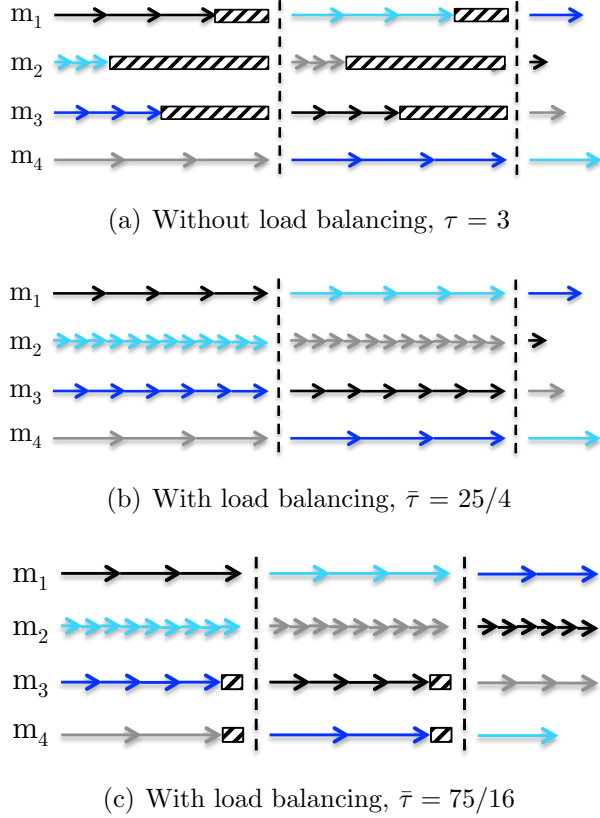 m₁
m₂
m₃
m₄
(a) Without load balancing, τ = 3
m₁
m₂
m₃
m₄
(b) With load balancing, τ̄ = 25/4
m₁
m₂
m₃
m₄
(c) With load balancing, τ̄ = 75/16